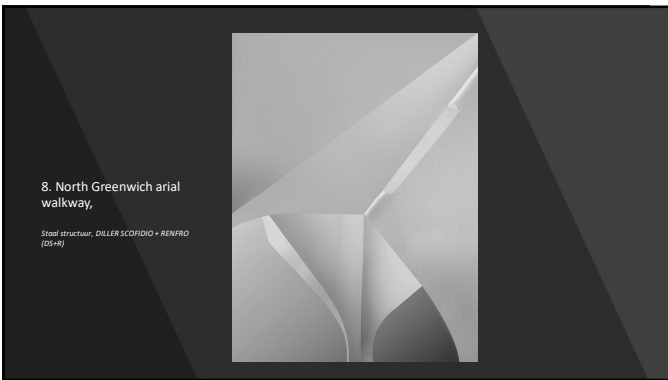 8. North Greenwich arial
walkway,
Staal structuur, DILLER SCOFIDIO + RENFRO
(DS+R)